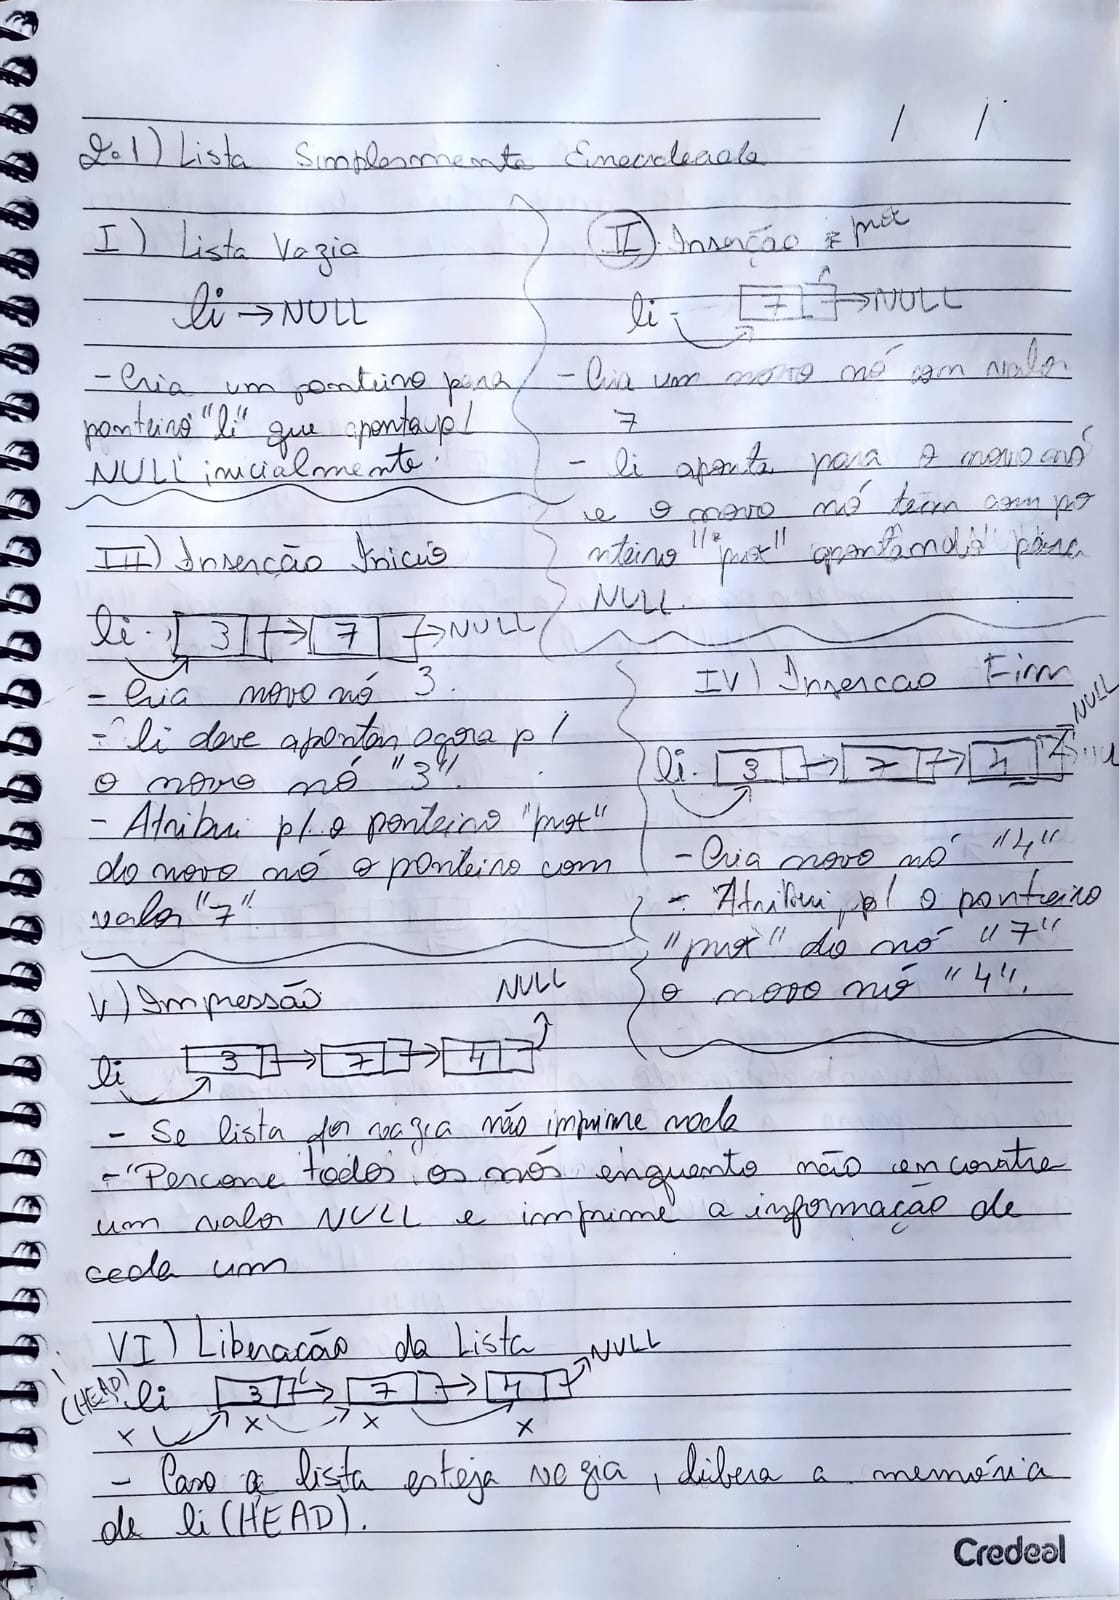 / /
2.1) Lista Simplesmente Encadeada
I) Lista Vazia
li → NULL
- Cria um ponteiro para
ponteiro "li" que aponta p/
NULL inicialmente.
II) Inserção
prox
li 7 → NULL
- Cria um novo nó com valor
7
- li aponta para o novo nó
e o novo nó tem com po
nteiro "prox" apontando para
NULL.
III) Inserção Início
li 3 → 7 → NULL
- Cria novo nó 3.
- li deve apontar agora p/
o novo nó "3".
- Atribui p/ o ponteiro "prox"
do novo nó o ponteiro com
valor "7".
IV) Insercao Fim
NULL
li 3 → 7 → 4
- Cria novo nó "4"
- Atribui p/ o ponteiro
"prox" do nó "7"
o novo nó "4".
V) Impressão
NULL
li 3 → 7 → 4
- Se lista for vazia não imprime nada
- Percorre todos os nós enquanto não encontre
um valor NULL e imprime a informação de
cada um
VI) Liberação da Lista
(HEAD) li 3 → 7 → 4 NULL
x x x x
- Caso a lista esteja vazia, libera a memória
de li (HEAD).
Credeal